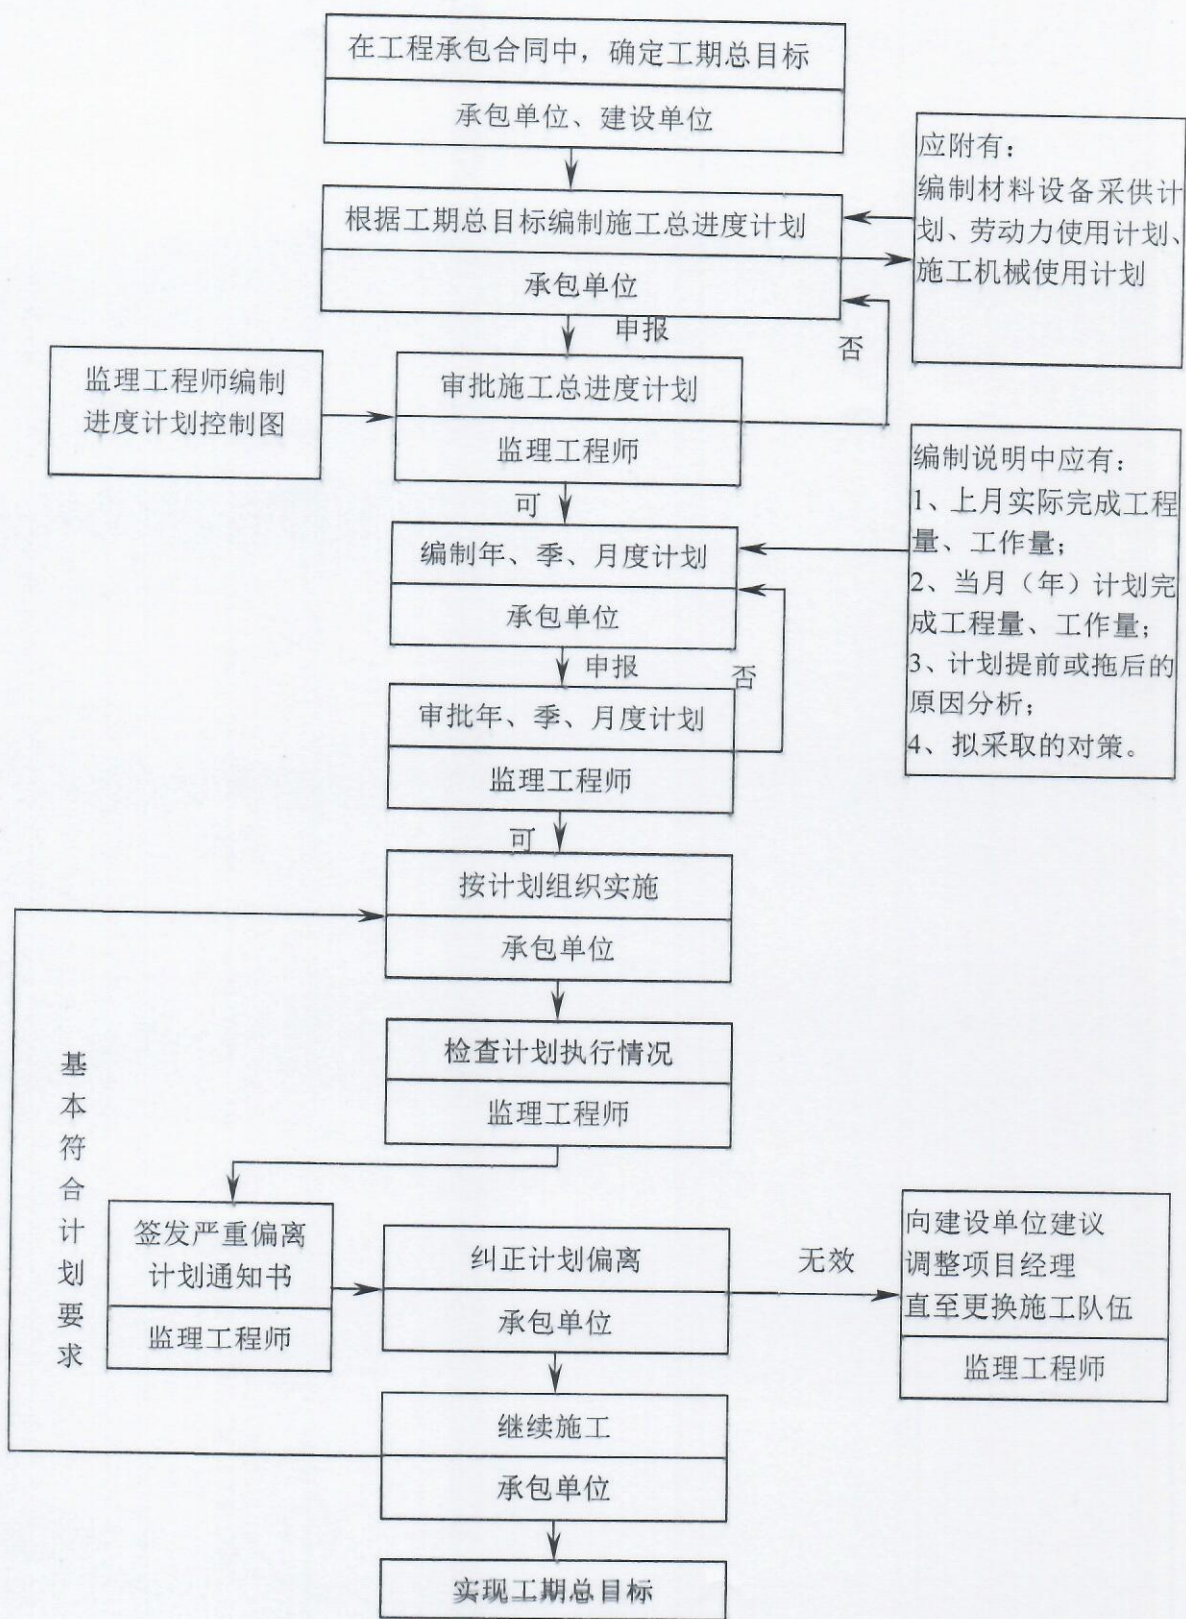 在工程承包合同中，确定工期总目标
承包单位、建设单位
应附有：
编制材料设备采供计
划、劳动力使用计划、
施工机械使用计划
根据工期总目标编制施工总进度计划
承包单位
申报
否
监理工程师编制
进度计划控制图
审批施工总进度计划
监理工程师
可
编制说明中应有：
1、上月实际完成工程
量、工作量；
2、当月（年）计划完
成工程量、工作量；
3、计划提前或拖后的
原因分析；
4、拟采取的对策。
编制年、季、月度计划
承包单位
申报
否
审批年、季、月度计划
监理工程师
可
按计划组织实施
承包单位
检查计划执行情况
监理工程师
基
本
符
合
计
划
要
求
签发严重偏离
计划通知书
监理工程师
纠正计划偏离
承包单位
无效
向建设单位建议
调整项目经理
直至更换施工队伍
监理工程师
继续施工
承包单位
实现工期总目标